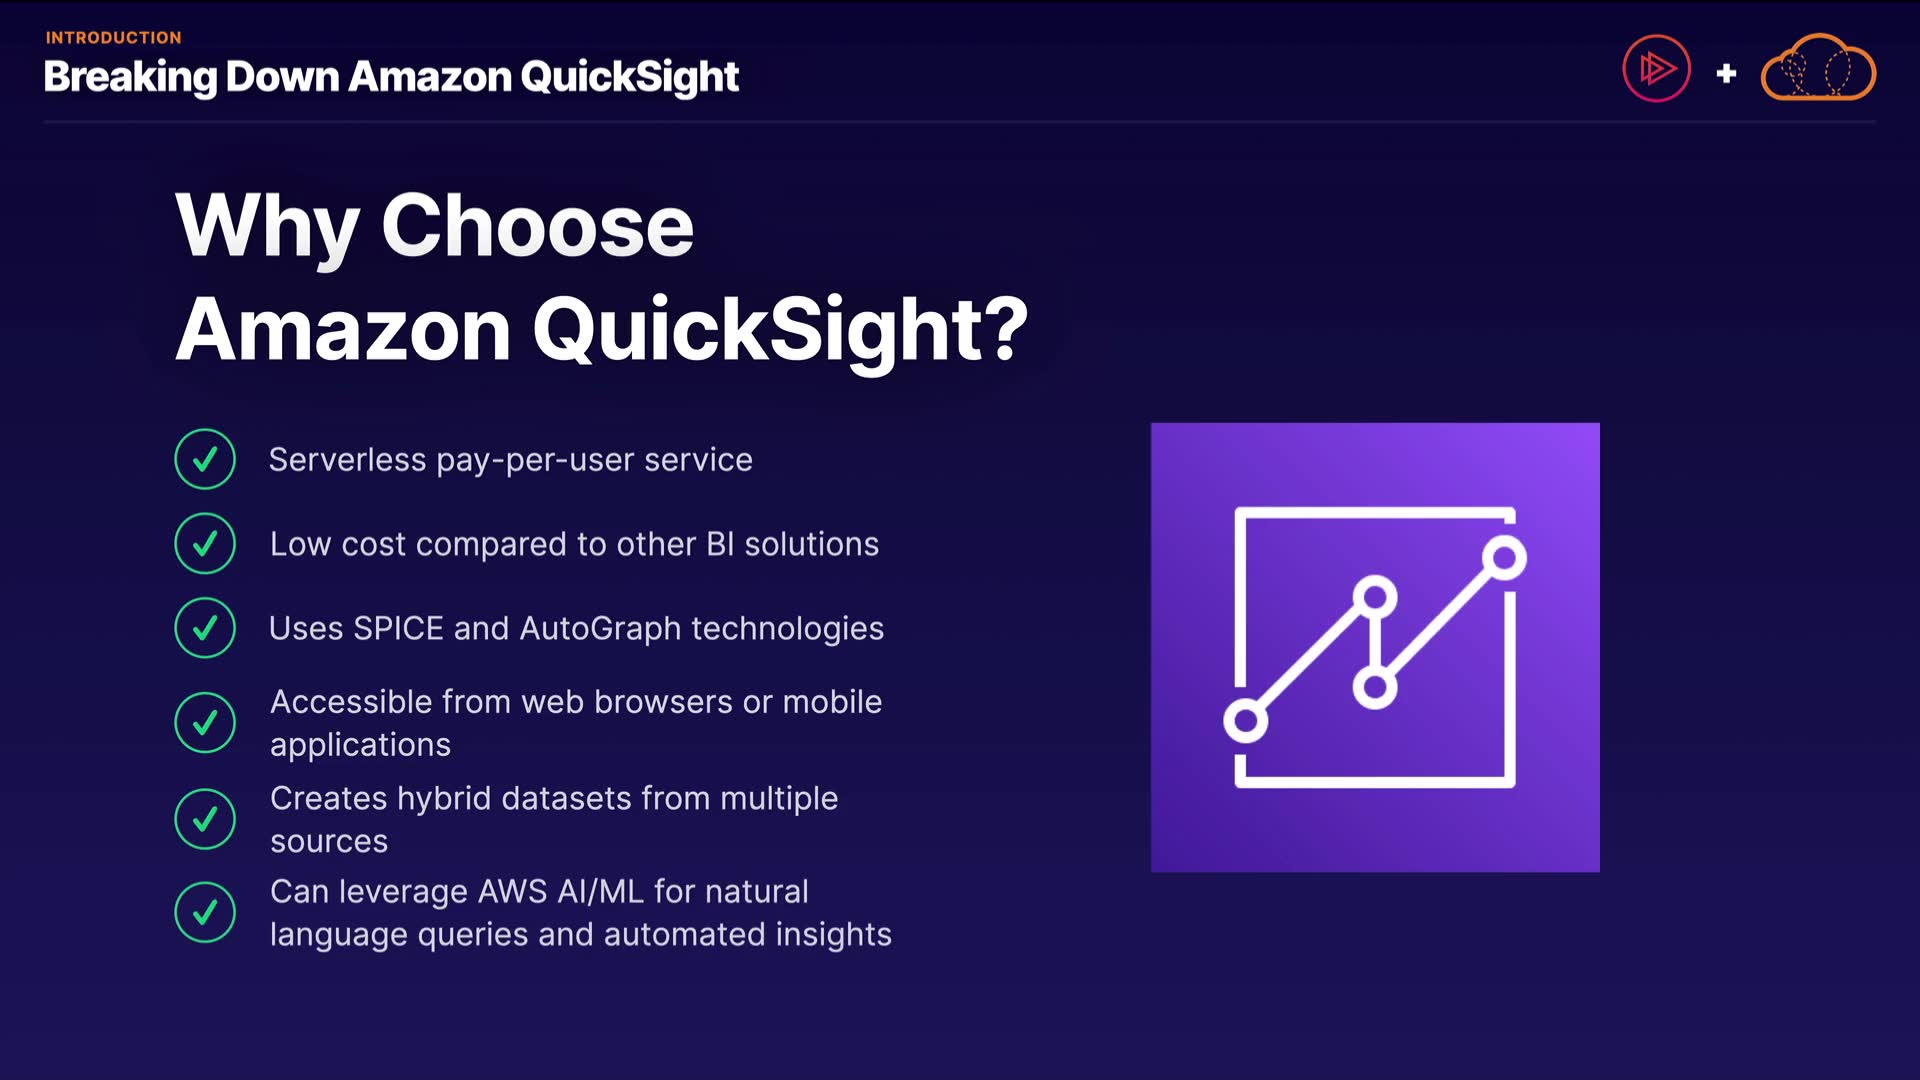 INTRODUCTION
Breaking Down Amazon QuickSight
+
Why Choose
Amazon QuickSight?
Serverless pay-per-user service
Low cost compared to other BI solutions
Uses SPICE and AutoGraph technologies
Accessible from web browsers or mobile
applications
Creates hybrid datasets from multiple
sources
Can leverage AWS AI/ML for natural
language queries and automated insights